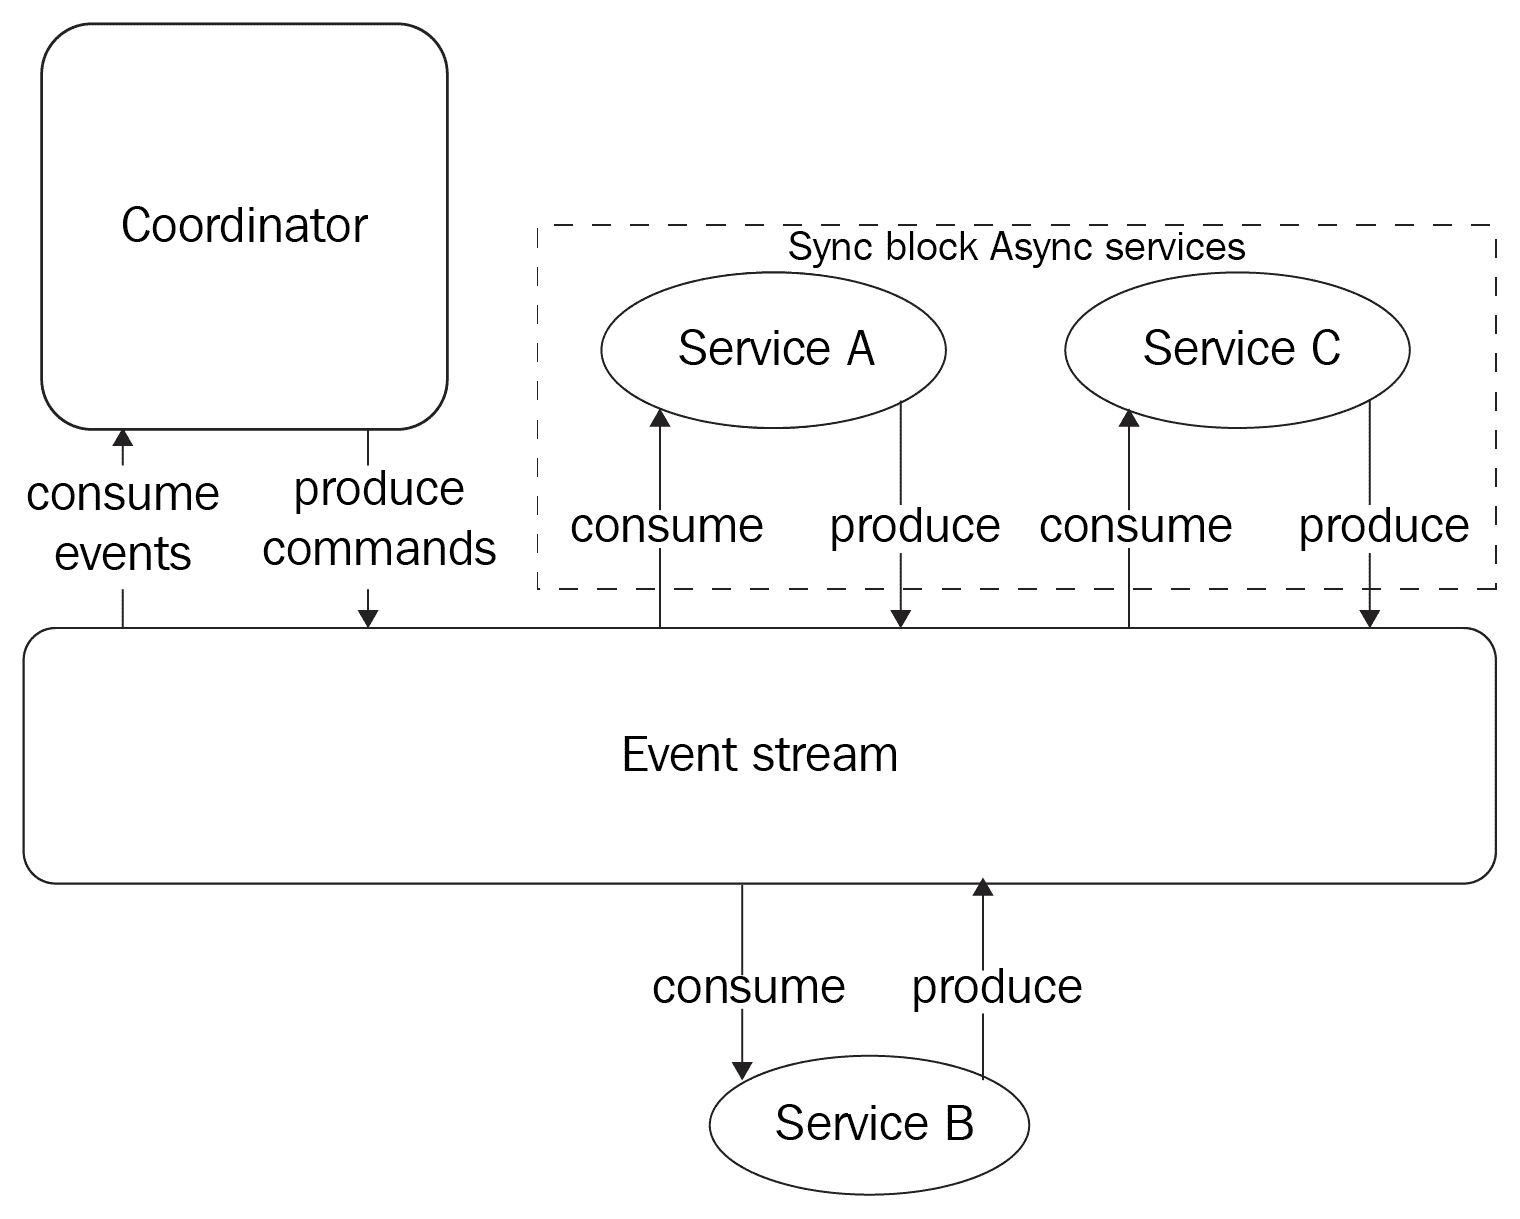 Coordinator
Sync block Async services
Service A
Service C
consume
events
produce
commands
consume
produce
consume
produce
Event stream
consume
produce
Service B